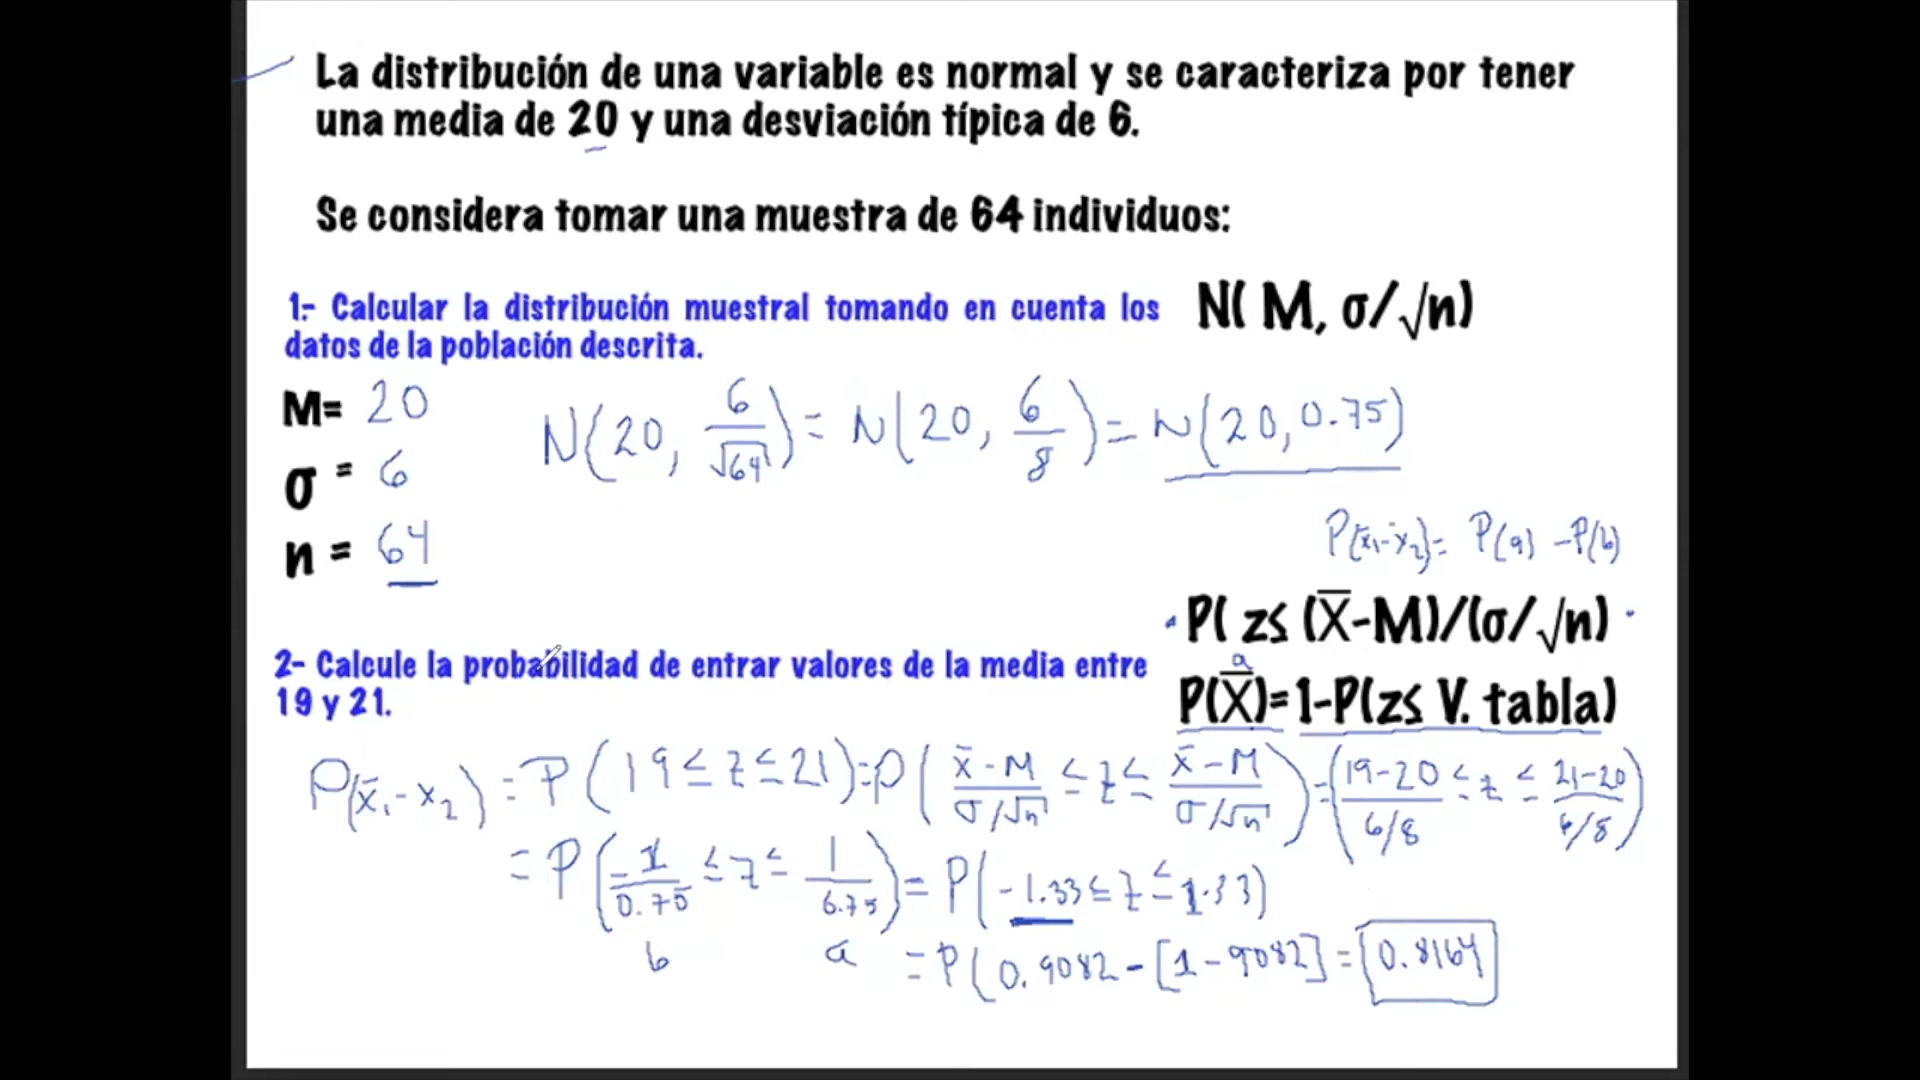 La distribución de una variable es normal y se caracteriza por tener
una media de 20 y una desviación típica de 6.
Se considera tomar una muestra de 64 individuos:
1.- Calcular la distribución muestral tomando en cuenta los
datos de la población descrita.
N( M, σ/√n)
M= 20
σ = 6
n = 64
N(20, 6/√64) = N(20, 6/8) = N(20, 0.75)
P(x̄1-x̄2)= P(a) -P(b)
P( z≤ (X̄-M)/(σ/√n)
a
P(X̄)= 1-P(z≤ V. tabla)
2- Calcule la probabilidad de entrar valores de la media entre
19 y 21.
P(x̄1-x2) = P(19 ≤ z ≤ 21) = P( x̄-M / σ/√n ≤ z ≤ x̄-M / σ/√n ) = ( 19-20 / 6/8 ≤ z ≤ 21-20 / 6/8 )
= P( -1/0.75 ≤ z ≤ 1/0.75 ) = P( -1.33 ≤ z ≤ 1.33)
b a
= P( 0.9082 - [1-9082] = 0.8164